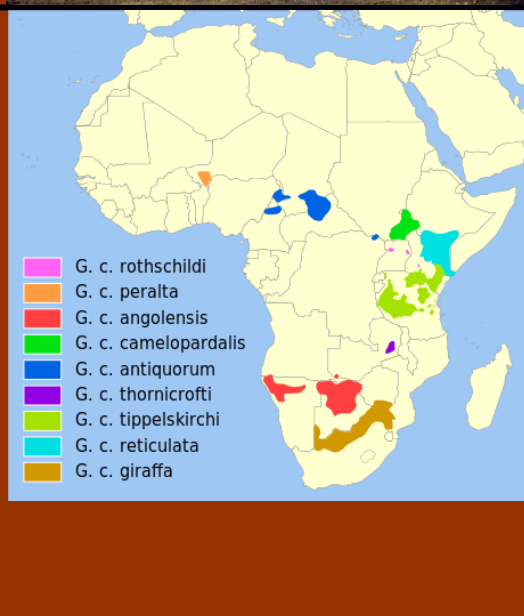 G. c. rothschildi
G. c. peralta
G. c. angolensis
G. c. camelopardalis
G. c. antiquorum
G. c. thornicrofti
G. c. tippelskirchi
G. c. reticulata
G. c. giraffa